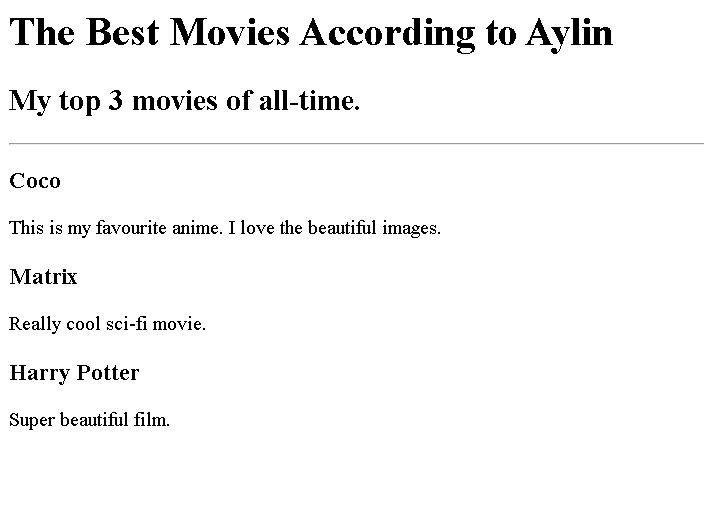 The Best Movies According to Aylin
My top 3 movies of all-time.
Coco
This is my favourite anime. I love the beautiful images.
Matrix
Really cool sci-fi movie.
Harry Potter
Super beautiful film.